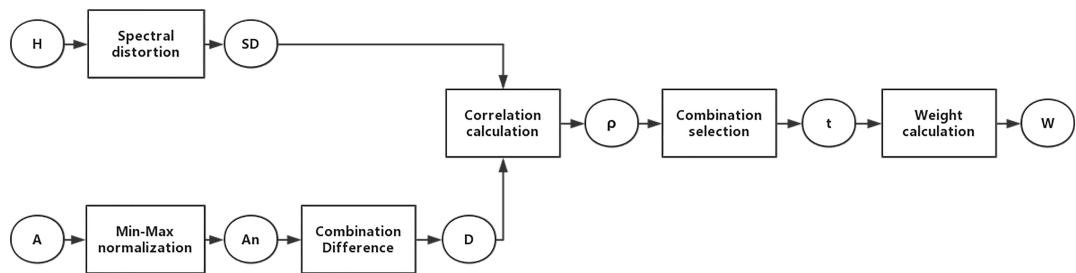 H
Spectral
distortion
SD
Correlation
calculation
ρ
Combination
selection
t
Weight
calculation
W
A
Min-Max
normalization
An
Combination
Difference
D